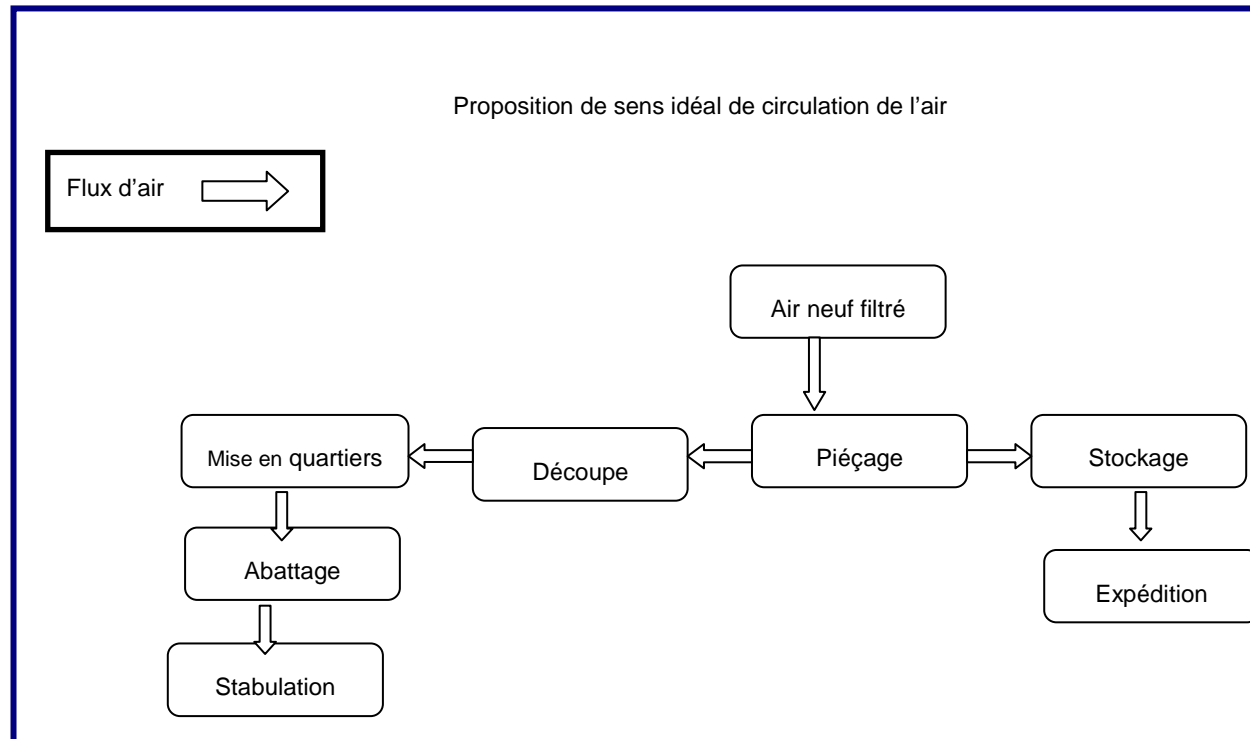 Proposition de sens idéal de circulation de l’air
Flux d’air
Air neuf filtré
Mise en quartiers
Découpe
Piéçage
Stockage
Abattage
Expédition
Stabulation